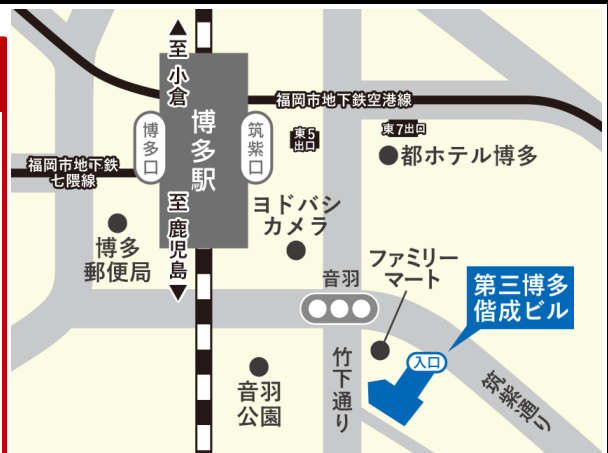 ▲至 小倉
福岡市地下鉄空港線
博多口
博多駅
筑紫口
東5
出口
東7出口
●都ホテル博多
福岡市地下鉄
七隈線
至 鹿児島▼
ヨドバシ
カメラ
博多
郵便局
音羽
ファミリー
マート
第三博多
偕成ビル
入口
音羽
公園
竹下通り
筑紫通り